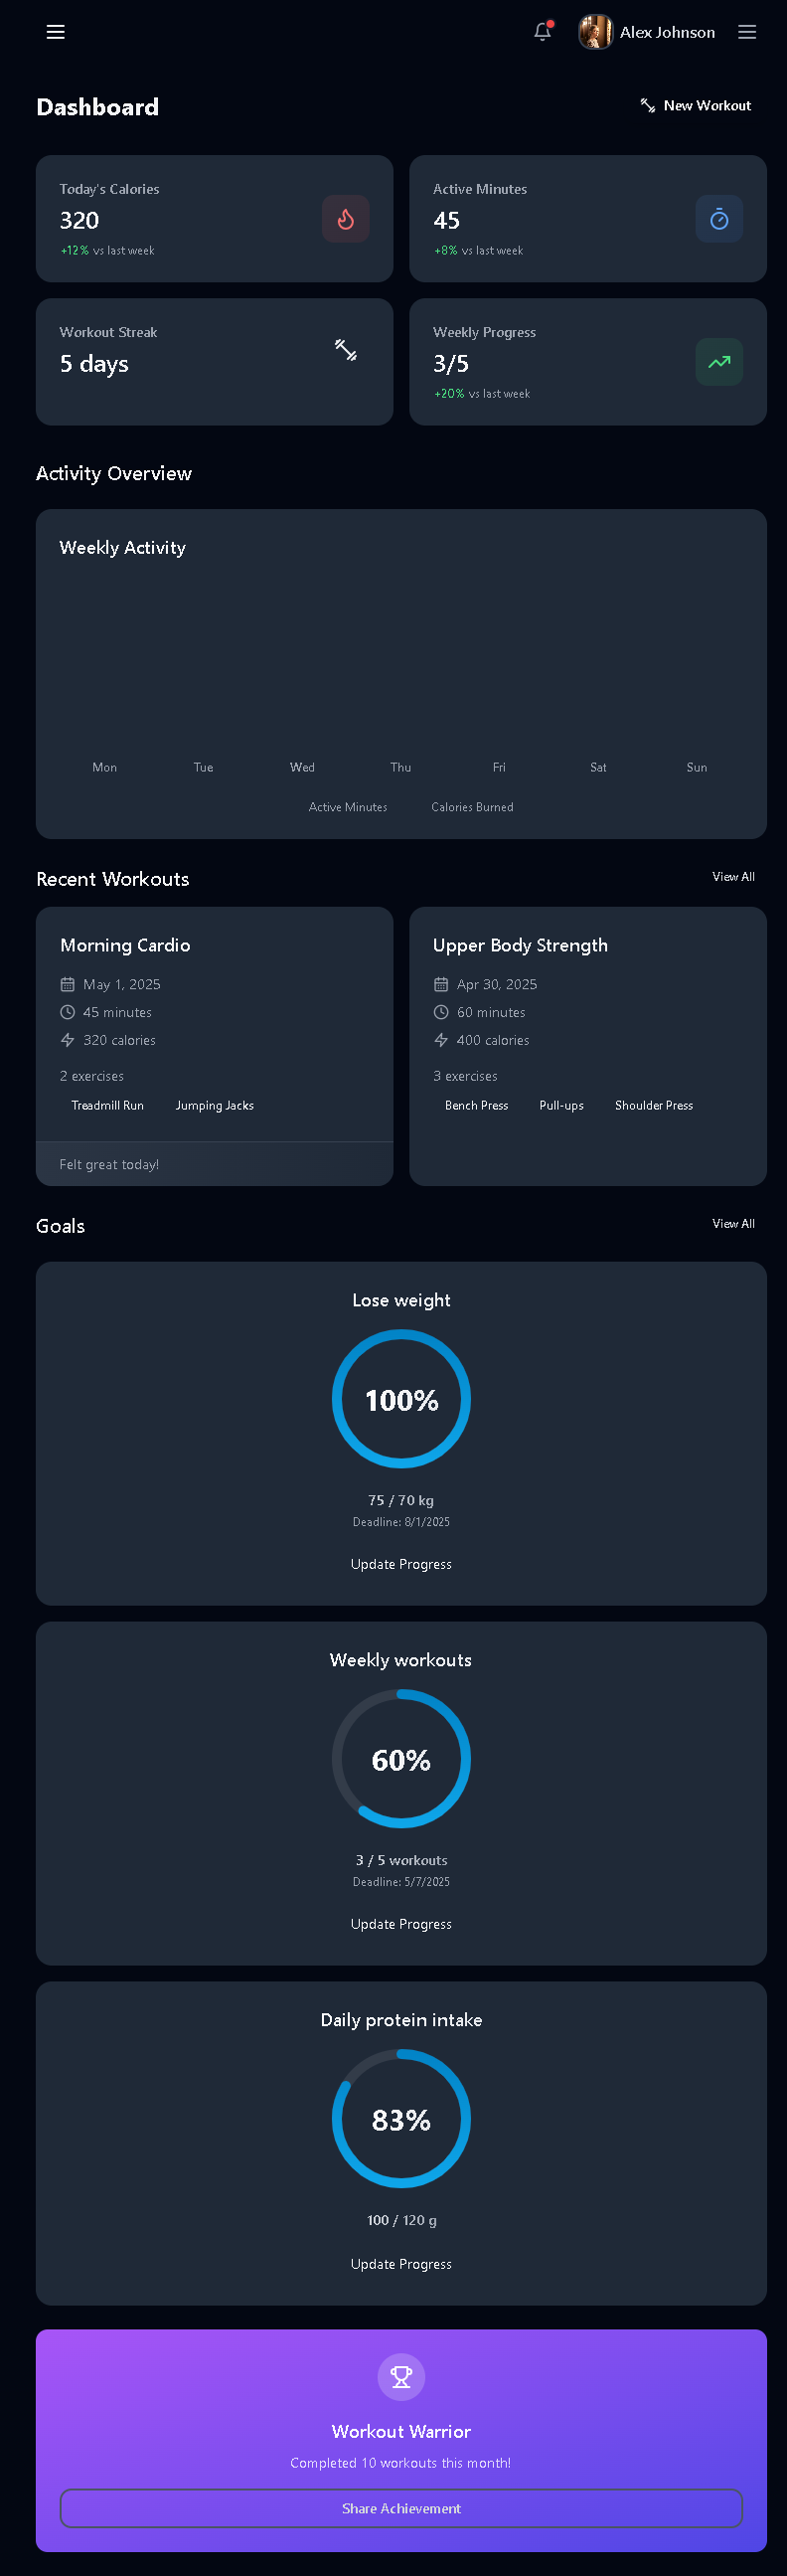 Alex Johnson
Dashboard
New Workout
Today's Calories
320
+12% vs last week
Active Minutes
45
+8% vs last week
Workout Streak
5 days
Weekly Progress
3/5
+20% vs last week
Activity Overview
Weekly Activity
Mon Tue Wed Thu Fri Sat Sun
Active Minutes Calories Burned
Recent Workouts
View All
Morning Cardio
May 1, 2025
45 minutes
320 calories
2 exercises
Treadmill Run Jumping Jacks
Felt great today!
Upper Body Strength
Apr 30, 2025
60 minutes
400 calories
3 exercises
Bench Press Pull-ups Shoulder Press
Goals
View All
Lose weight
100%
75 / 70 kg
Deadline: 8/1/2025
Update Progress
Weekly workouts
60%
3 / 5 workouts
Deadline: 5/7/2025
Update Progress
Daily protein intake
83%
100 / 120 g
Update Progress
Workout Warrior
Completed 10 workouts this month!
Share Achievement